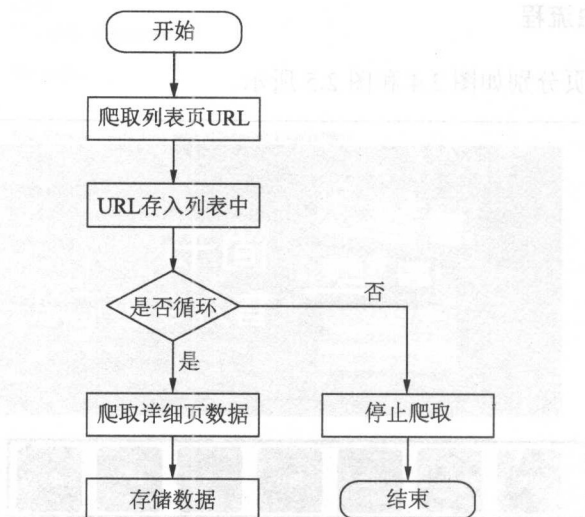 开始
爬取列表页URL
URL存入列表中
是否循环
否
是
爬取详细页数据
停止爬取
存储数据
结束